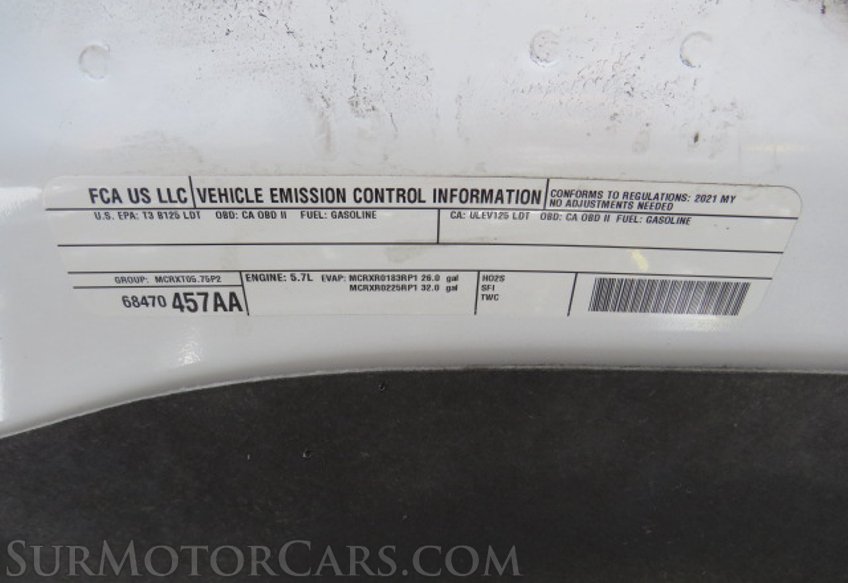 FCA US LLC VEHICLE EMISSION CONTROL INFORMATION CONFORMS TO REGULATIONS: 2021 MY
NO ADJUSTMENTS NEEDED
U.S. EPA: T3 B125 LDT OBD: CA OBD II FUEL: GASOLINE CA: ULEV125 LDT OBD: CA OBD II FUEL: GASOLINE
GROUP: MCRXT05.75P2 ENGINE: 5.7L EVAP: MCRXR0183RP1 26.0 gal HO2S
MCRXR0225RP1 32.0 gal SFI
68470 457AA TWC
SurMotorCars.com